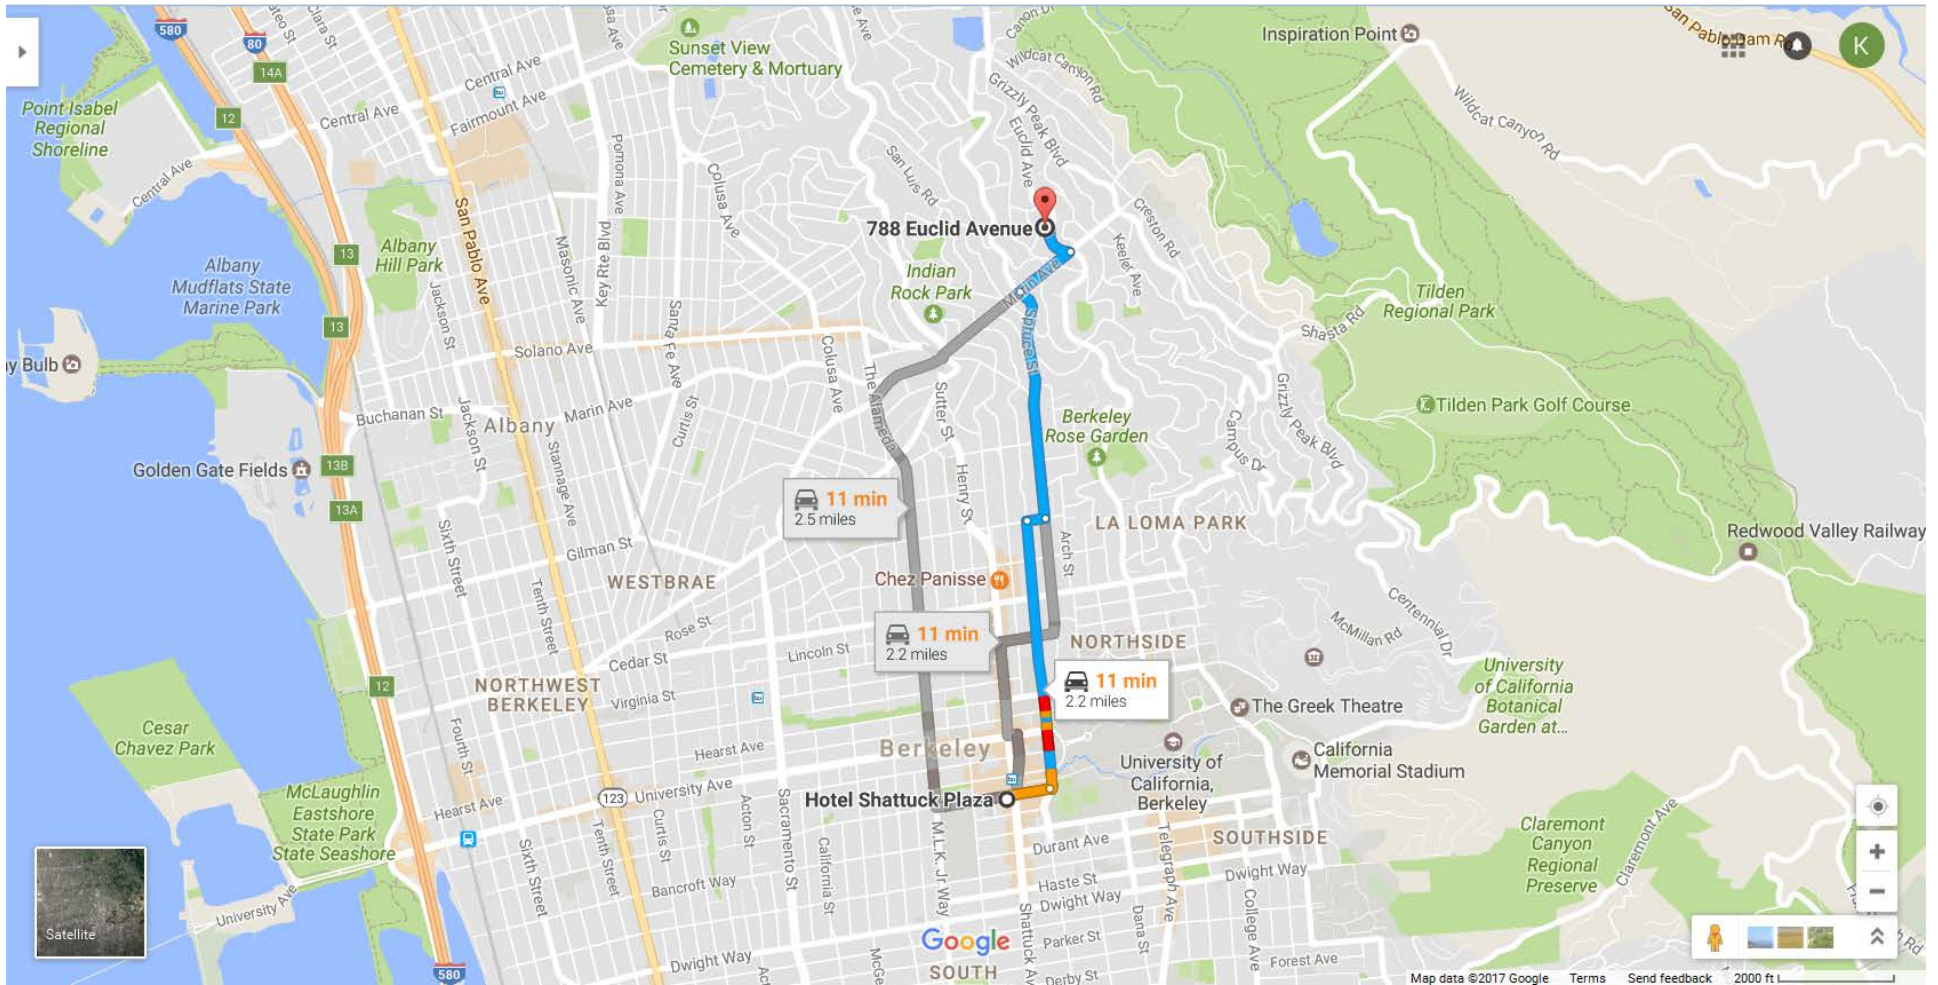 580
80
14A
12
Point Isabel
Regional
Shoreline
Central Ave
Central Ave
Central Ave
Fairmount Ave
Sunset View
Cemetery & Mortuary
Pomona Ave
Colusa Ave
San Luis Rd
Wildcat Canyon Rd
Grizzly Peak Blvd
Euclid Ave
Inspiration Point
San Pablo Dam Rd
K
Wildcat Canyon Rd
788 Euclid Avenue
Creston Rd
Keeler Ave
Key Rte Blvd
Masonic Ave
San Pablo Ave
Albany
Hill Park
13
Albany
Mudflats State
Marine Park
Jackson St
Indian
Rock Park
Marin Ave
Spruce St
Tilden
Regional Park
Shasta Rd
13
Solano Ave
Santa Fe Ave
Colusa Ave
The Alameda
Sutter St
Grizzly Peak Blvd
Campus Dr
Tilden Park Golf Course
Berkeley
Rose Garden
Buchanan St
Jackson St
Albany
Marin Ave
Curtis St
Stannage Ave
Golden Gate Fields
13B
13A
11 min
2.5 miles
Henry St
LA LOMA PARK
Arch St
Redwood Valley Railway
Sixth Street
Gilman St
WESTBRAE
Tenth Street
Chez Panisse
Centennial Dr
McMillan Rd
Rose St
11 min
2.2 miles
NORTHSIDE
Cedar St
Lincoln St
12
NORTHWEST
BERKELEY
Virginia St
11 min
2.2 miles
University
of California
Botanical
Garden at...
The Greek Theatre
Cesar
Chavez Park
Fourth St
Hearst Ave
Berkeley
California
Memorial Stadium
University of
California,
Berkeley
McLaughlin
Eastshore
State Park
State Seashore
Hearst Ave
123
University Ave
Hotel Shattuck Plaza
Acton St
Sacramento St
California St
Curtis St
Tenth Street
Sixth Street
M.L.K. Jr Way
Durant Ave
Telegraph Ave
SOUTHSIDE
Claremont
Canyon
Regional
Preserve
Claremont Ave
Bancroft Way
Haste St
Dwight Way
Dwight Way
College Ave
Dana St
Shattuck Av
University Ave
Satellite
Google
Parker St
Dwight Way
SOUTH
Derby St
Forest Ave
580
Map data ©2017 Google Terms Send feedback 2000 ft